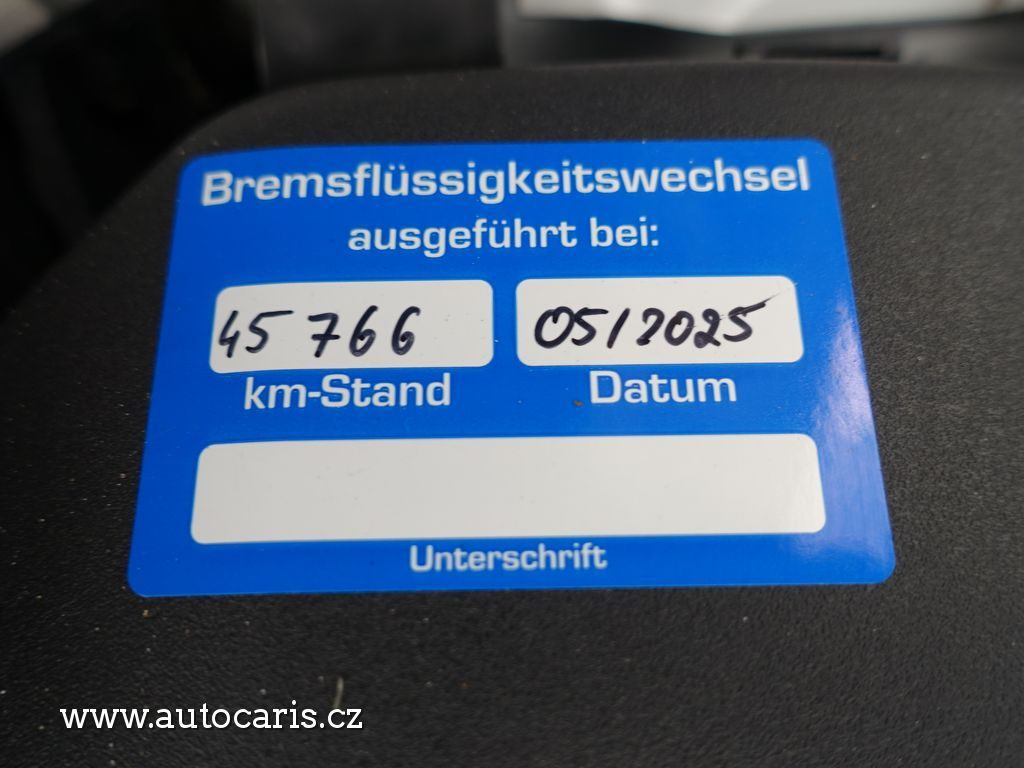 Bremsflüssigkeitswechsel
ausgeführt bei:
45 766 05/2025
km-Stand Datum
Unterschrift
www.autocaris.cz